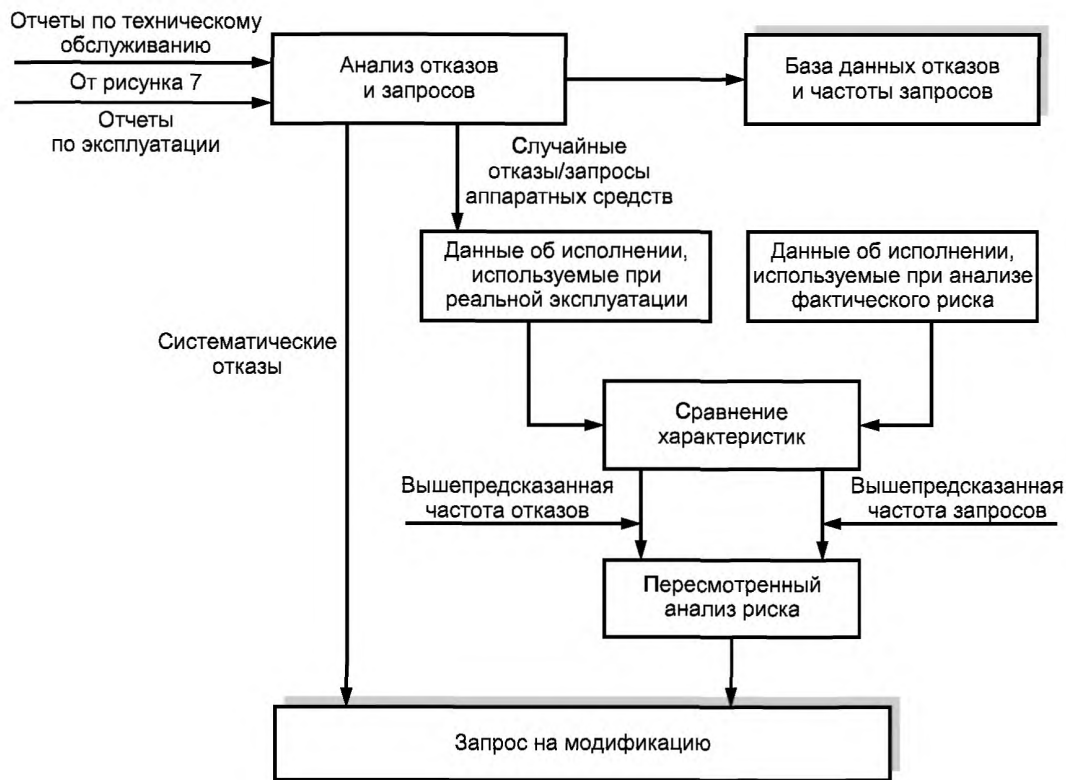 Отчеты по техническому
обслуживанию
От рисунка 7
Отчеты
по эксплуатации
Анализ отказов
и запросов
База данных отказов
и частоты запросов
Случайные
отказы/запросы
аппаратных средств
Данные об исполнении,
используемые при
реальной эксплуатации
Данные об исполнении,
используемые при анализе
фактического риска
Систематические
отказы
Сравнение
характеристик
Вышепредсказанная
частота отказов
Вышепредсказанная
частота запросов
Пересмотренный
анализ риска
Запрос на модификацию